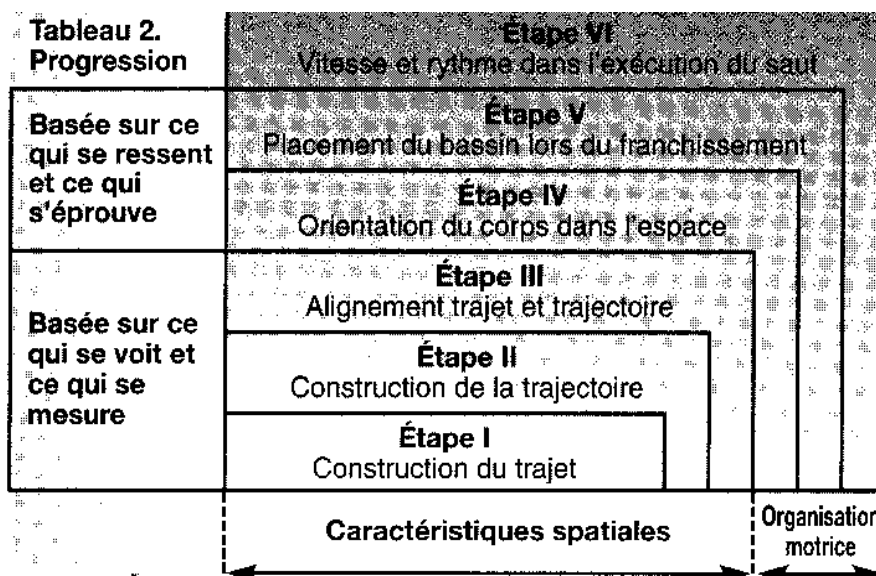 Tableau 2.
Progression
Étape VI
Vitesse et rythme dans l'exécution du saut
Basée sur ce
qui se ressent
et ce qui
s'éprouve
Étape V
Placement du bassin lors du franchissement
Étape IV
Orientation du corps dans l'espace
Basée sur ce
qui se voit et
ce qui se
mesure
Étape III
Alignement trajet et trajectoire
Étape II
Construction de la trajectoire
Étape I
Construction du trajet
Caractéristiques spatiales
Organisation
motrice